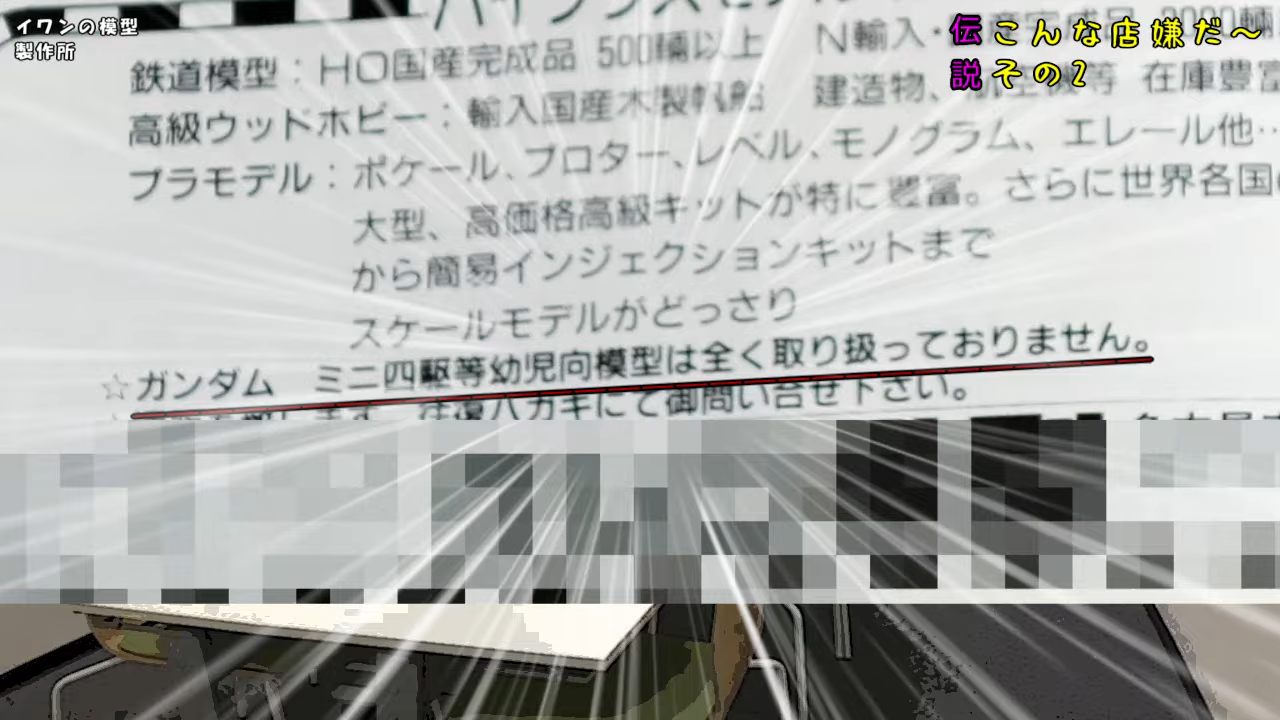 イワンの模型
製作所
伝説
こんな店嫌だ～
その2
鉄道模型：HO国産完成品 500輛以上 N輸入・
高級ウッドホビー：輸入国産木製帆船 建造物、航空機等 在庫豊富
プラモデル：ポケール、プロター、レベル、モノグラム、エレール他‥
大型、高価格高級キットが特に豊富。さらに世界各国
から簡易インジェクションキットまで
スケールモデルがどっさり
☆ガンダム ミニ四駆等幼児向模型は全く取り扱っておりません。
往復ハガキにて御問い合せ下さい。